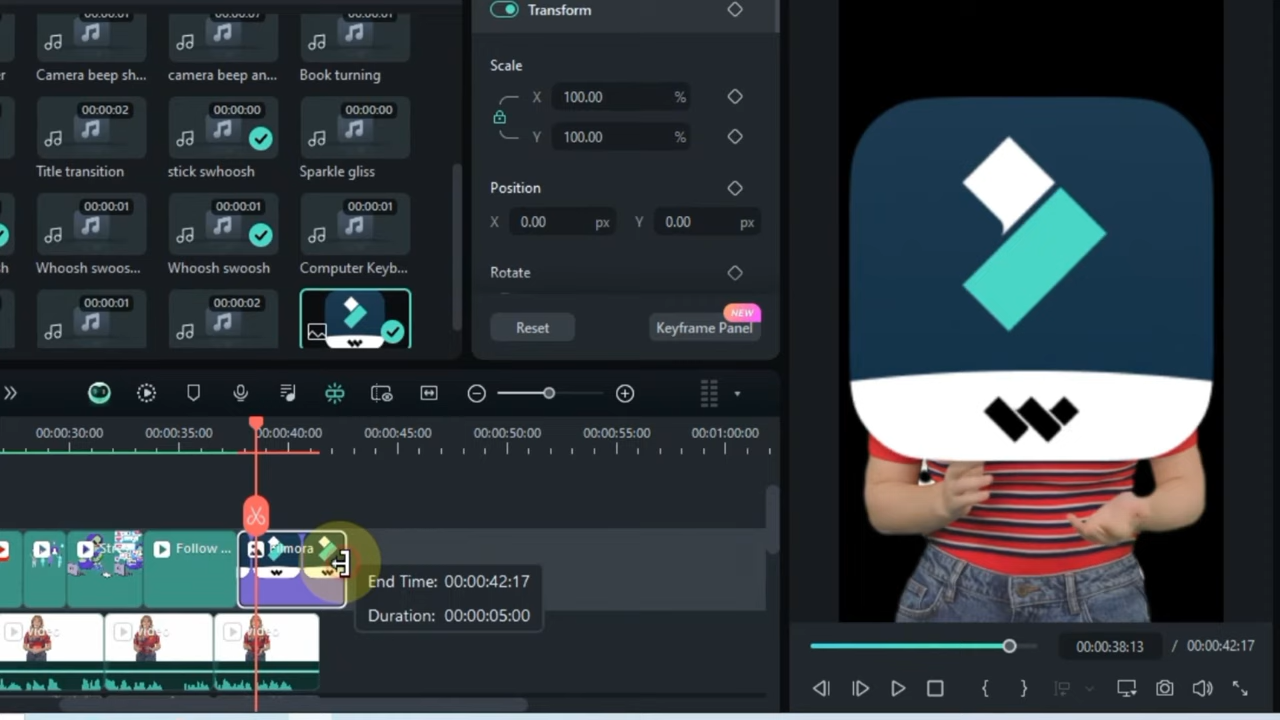 00:00:01
00:00:07
Camera beep sh...
camera beep an...
Book turning
00:00:02
00:00:00
00:00:00
Title transition
stick swhoosh
Sparkle gliss
00:00:01
00:00:01
00:00:01
Whoosh swoos...
Whoosh swoosh
Computer Keyb...
00:00:01
00:00:02
Transform
Scale
X 100.00 %
Y 100.00 %
Position
X 0.00 px Y 0.00 px
Rotate
NEW
Reset
Keyframe Panel
00:00:30:00
00:00:35:00
00:00:40:00
00:00:45:00
00:00:50:00
00:00:55:00
00:01:00:00
Follow ...
Filmora
End Time: 00:00:42:17
Duration: 00:00:05:00
video
video
video
00:00:38:13 / 00:00:42:17